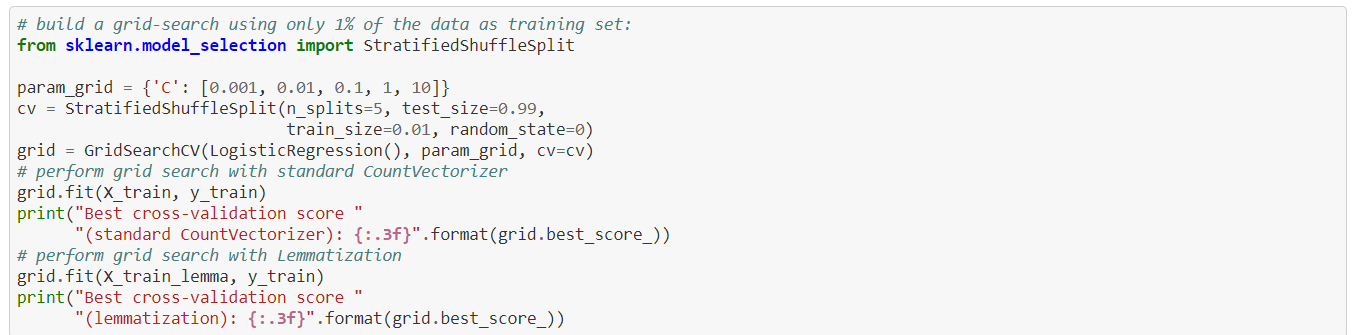 # build a grid-search using only 1% of the data as training set:
from sklearn.model_selection import StratifiedShuffleSplit
param_grid = {'C': [0.001, 0.01, 0.1, 1, 10]}
cv = StratifiedShuffleSplit(n_splits=5, test_size=0.99,
train_size=0.01, random_state=0)
grid = GridSearchCV(LogisticRegression(), param_grid, cv=cv)
# perform grid search with standard CountVectorizer
grid.fit(X_train, y_train)
print("Best cross-validation score "
"(standard CountVectorizer): {:.3f}".format(grid.best_score_))
# perform grid search with Lemmatization
grid.fit(X_train_lemma, y_train)
print("Best cross-validation score "
"(lemmatization): {:.3f}".format(grid.best_score_))